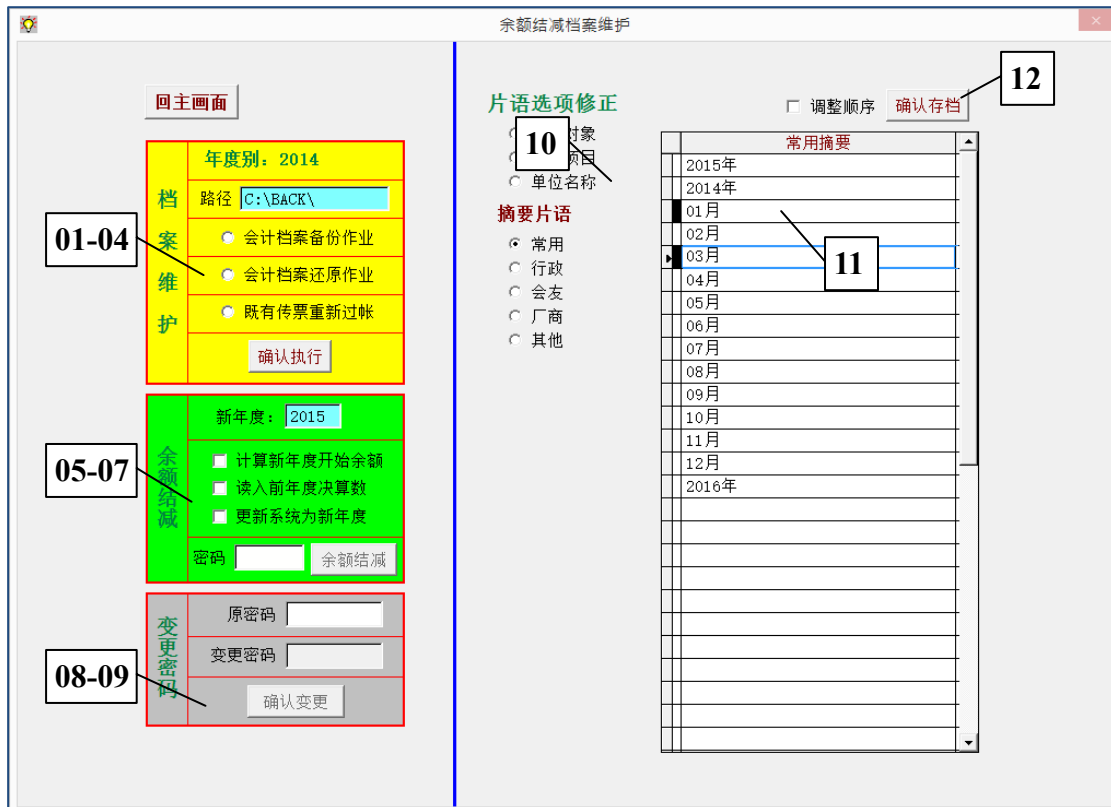 余额结减档案维护
回主画面
档案维护
年度别：2014
路径 C:\BACK\
会计档案备份作业
会计档案还原作业
既有传票重新过帐
确认执行
01-04
余额结减
新年度： 2015
计算新年度开始余额
读入前年度决算数
更新系统为新年度
密码 余额结减
05-07
变更密码
原密码
变更密码
确认变更
08-09
片语选项修正
对象
项目
单位名称
10
摘要片语
常用
行政
会友
厂商
其他
调整顺序 确认存档
12
常用摘要
2015年
2014年
01月
02月
03月
04月
05月
06月
07月
08月
09月
10月
11月
12月
2016年
11